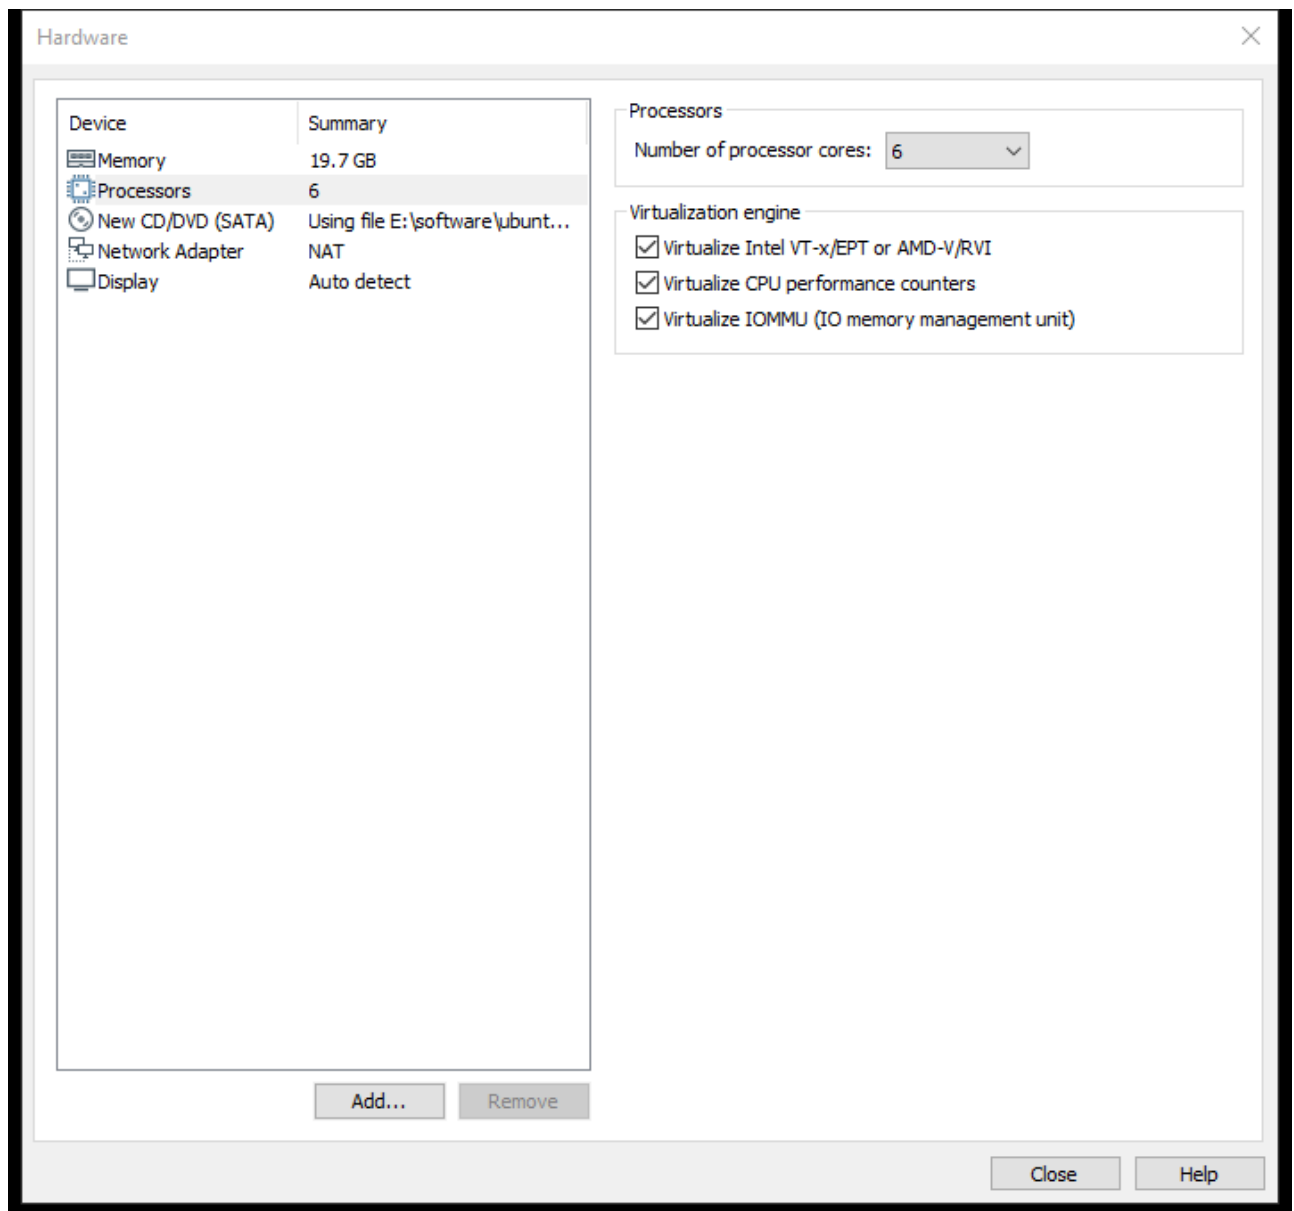 Hardware
Device Summary
Memory 19.7 GB
Processors 6
New CD/DVD (SATA) Using file E:\software\ubunt...
Network Adapter NAT
Display Auto detect
Add... Remove
Processors
Number of processor cores: 6
Virtualization engine
Virtualize Intel VT-x/EPT or AMD-V/RVI
Virtualize CPU performance counters
Virtualize IOMMU (IO memory management unit)
Close Help